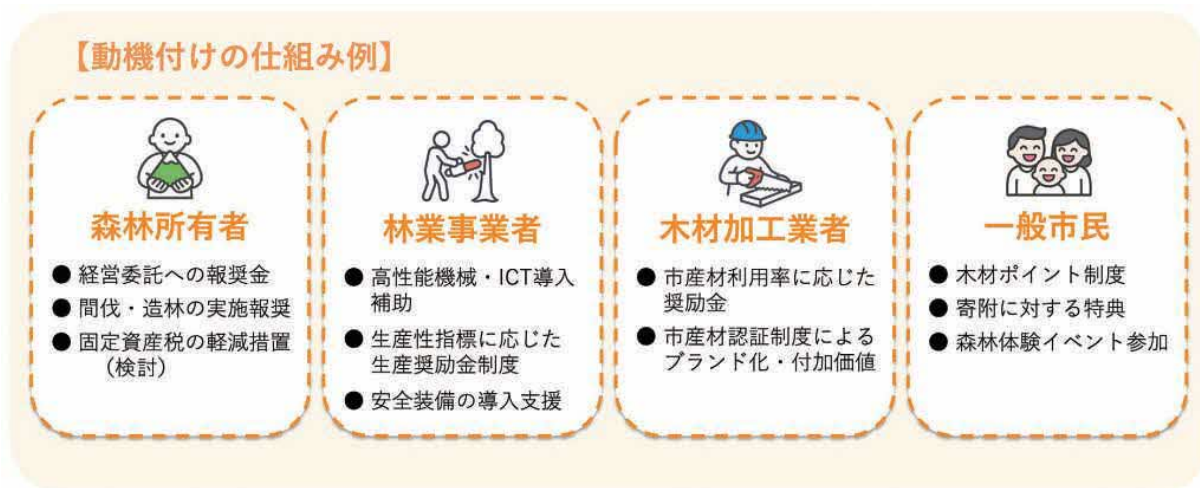 【動機付けの仕組み例】
森林所有者
● 経営委託への報奨金
● 間伐・造林の実施報奨
● 固定資産税の軽減措置
（検討）
林業事業者
● 高性能機械・ICT導入
補助
● 生産性指標に応じた
生産奨励金制度
● 安全装備の導入支援
木材加工業者
● 市産材利用率に応じた
奨励金
● 市産材認証制度による
ブランド化・付加価値
一般市民
● 木材ポイント制度
● 寄附に対する特典
● 森林体験イベント参加